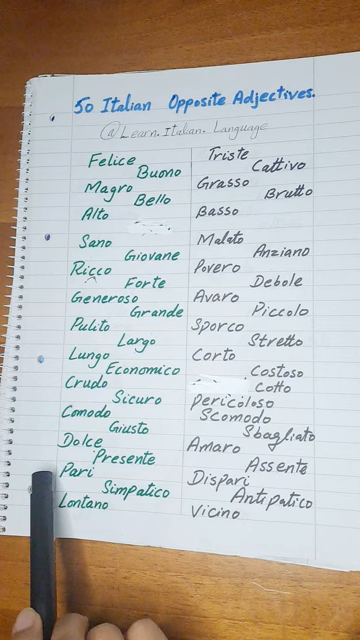 50 Italian Opposite Adjectives.
@Learn.Italian.Language
Felice Triste
Buono Cattivo
Magro Grasso
Bello Brutto
Alto Basso
Sano Malato
Giovane Anziano
Ricco Povero
Forte Debole
Generoso Avaro
Grande Piccolo
Pulito Sporco
Largo Stretto
Lungo Corto
Economico Costoso
Crudo Cotto
Sicuro pericoloso
Comodo Scomodo
Giusto Sbagliato
Dolce Amaro
Presente Assente
Pari Dispari
Simpatico Antipatico
Lontano Vicino